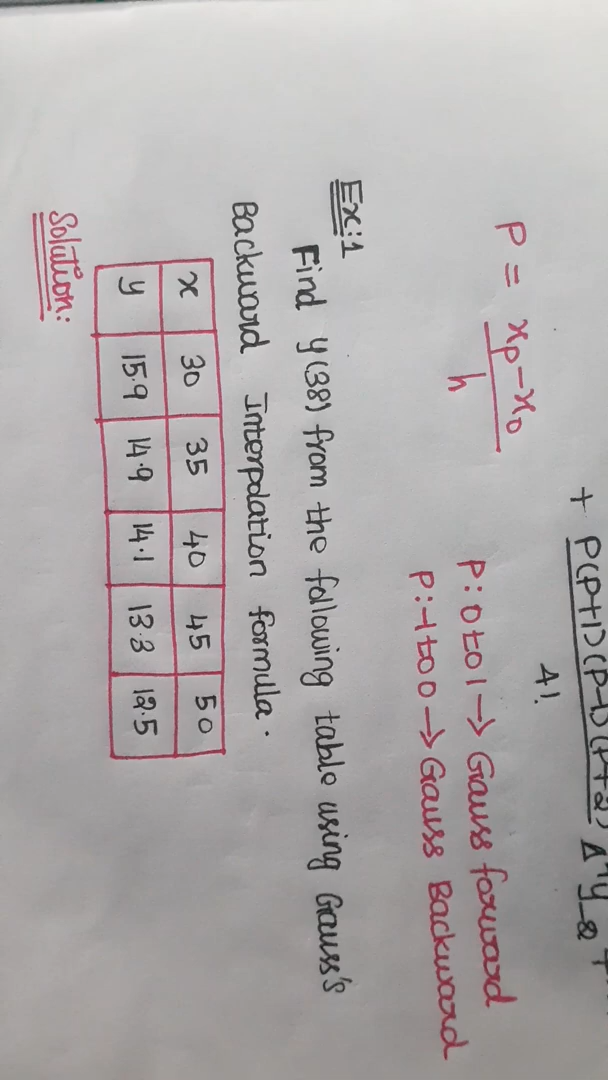 + P(P+1)(P-1)(P+2) Δ⁴y₋₂ +
4!
P = xₚ-x₀
h
P: 0 to 1 → Gauss forward
P: -1 to 0 → Gauss Backward
Ex:1
Find y(38) from the following table using Gauss's
Backward Interpolation formula.
x 30 35 40 45 50
y 15.9 14.9 14.1 13.3 12.5
Solution: